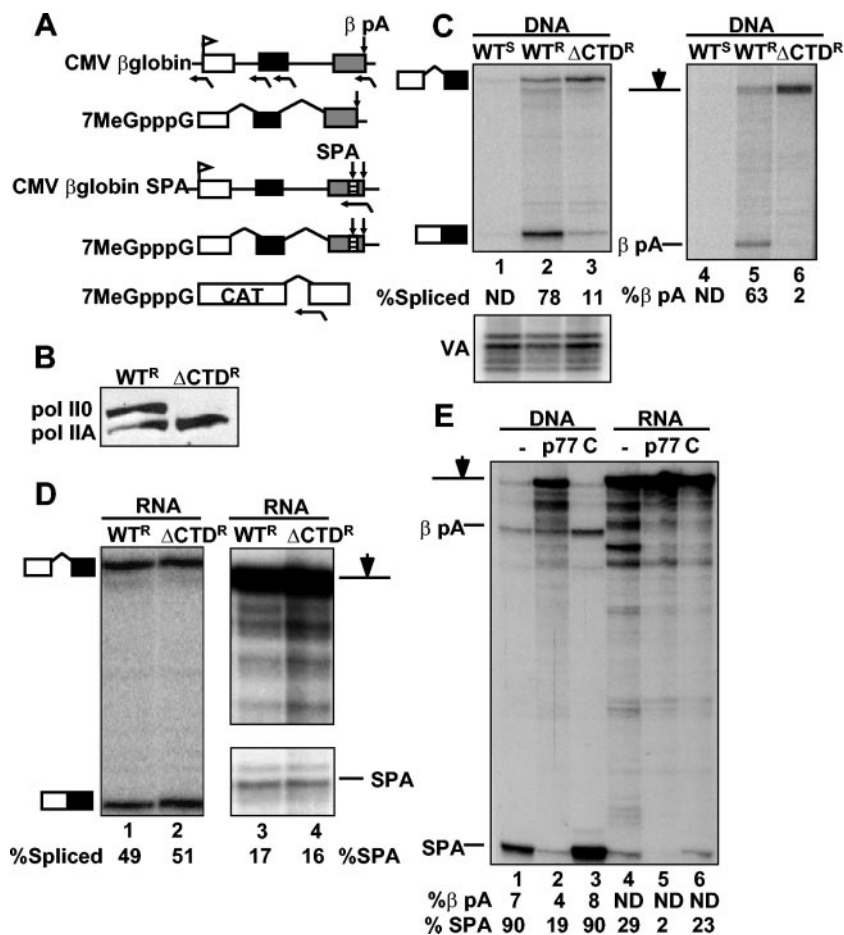 A
β pA
CMV βglobin
7MeGpppG
SPA
CMV βglobin SPA
7MeGpppG
7MeGpppG CAT
B
WTᴿ ΔCTDᴿ
pol II0
pol IIA
C
DNA
WTˢ WTᴿ ΔCTDᴿ
1 2 3
%Spliced ND 78 11
VA
DNA
WTˢ WTᴿ ΔCTDᴿ
β pA
4 5 6
%β pA ND 63 2
D
RNA
WTᴿ ΔCTDᴿ
1 2
%Spliced 49 51
RNA
WTᴿ ΔCTDᴿ
SPA
3 4
17 16 %SPA
E
DNA RNA
- p77 C - p77 C
β pA
SPA
1 2 3 4 5 6
%β pA 7 4 8 ND ND ND
% SPA 90 19 90 29 2 23